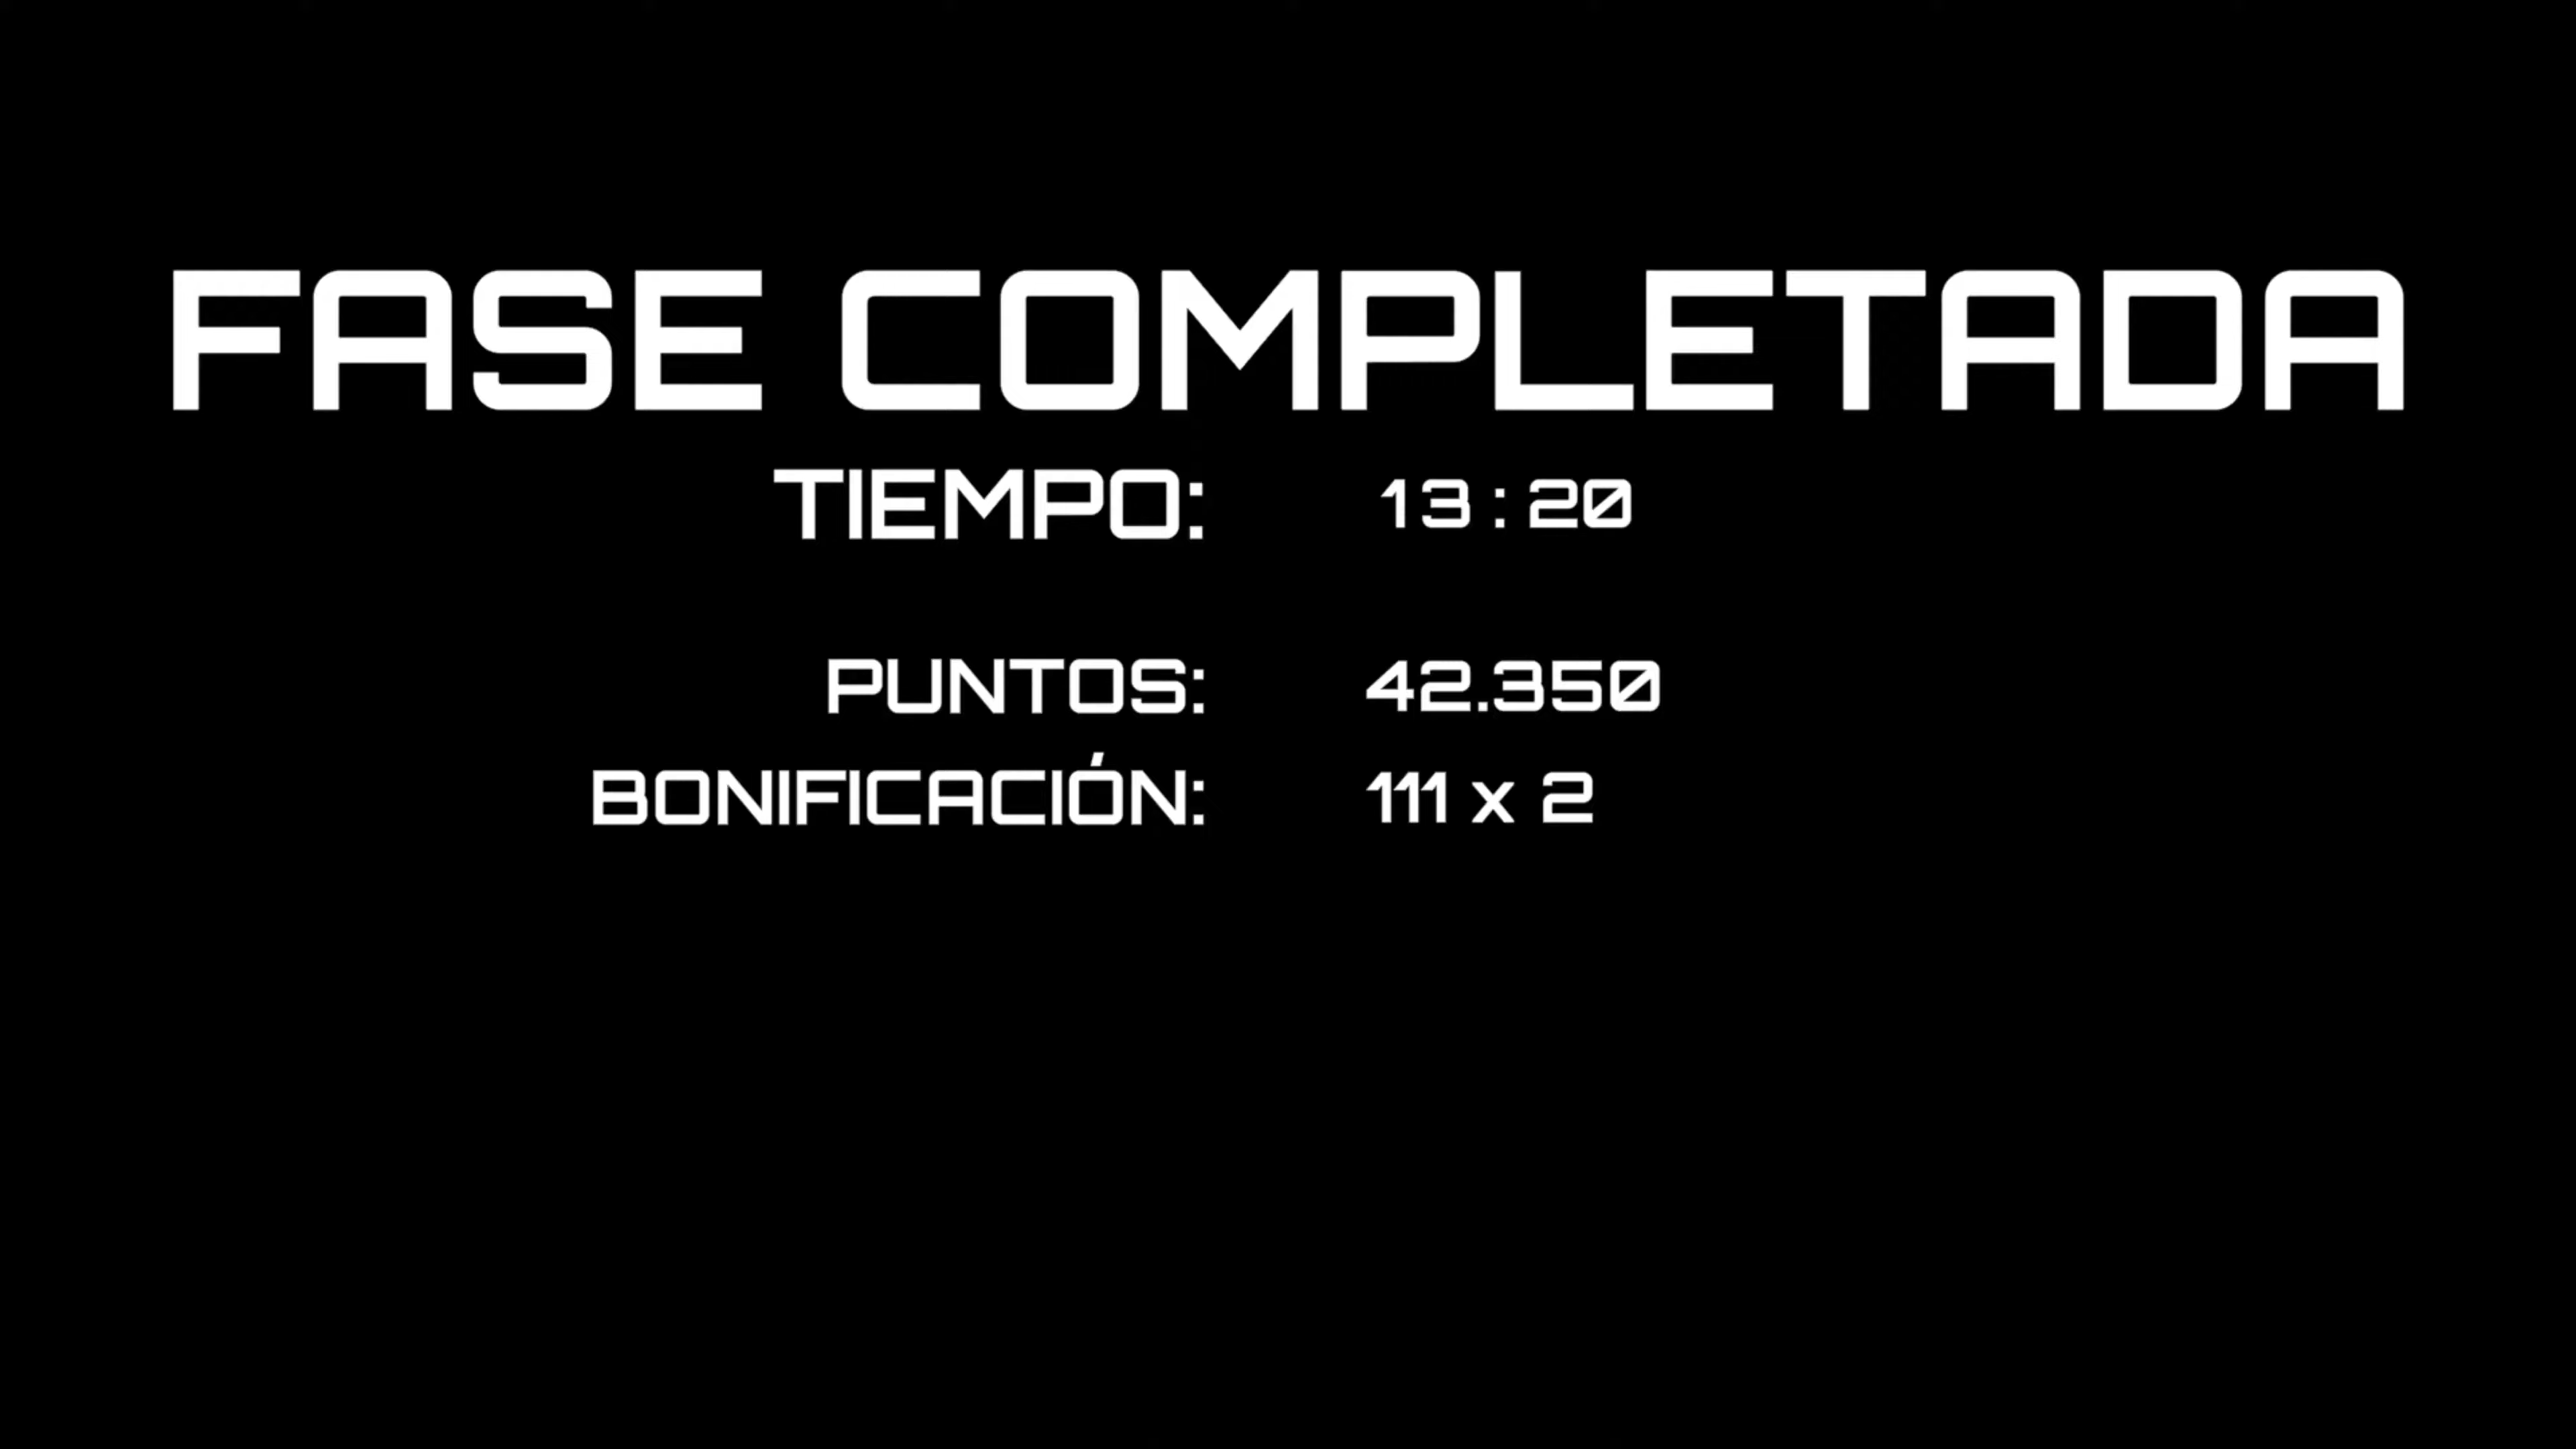 FASE COMPLETADA
TIEMPO: 13 : 20
PUNTOS: 42.350
BONIFICACIÓN: 111 x 2